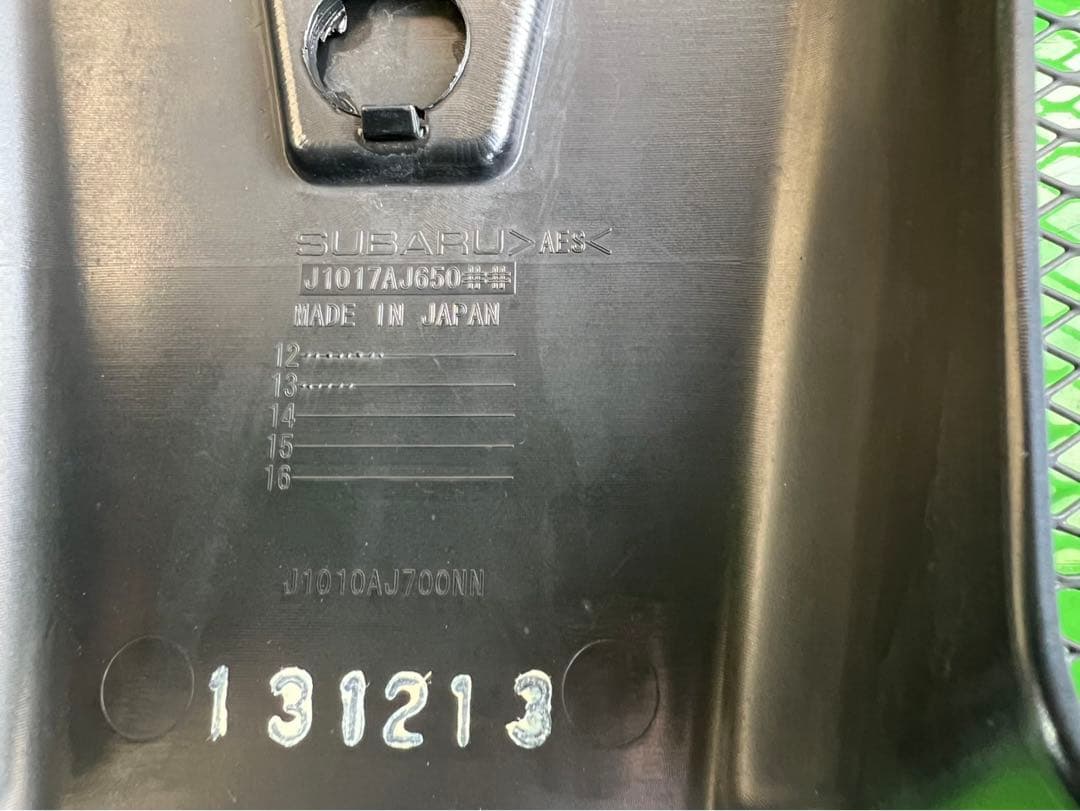 SUBARU >AES<
J1017AJ650##
MADE IN JAPAN
12
13
14
15
16
J1010AJ700NN
131213